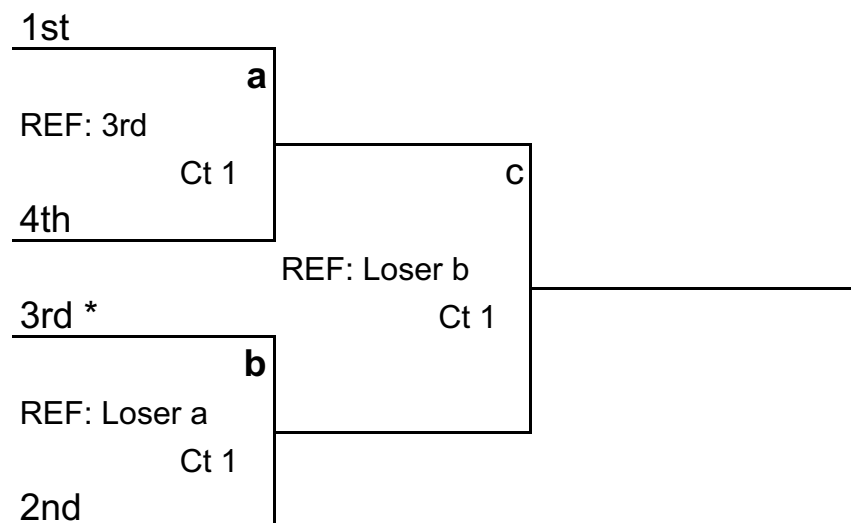 1st
a
REF: 3rd
Ct 1
c
4th
REF: Loser b
3rd *
Ct 1
b
REF: Loser a
Ct 1
2nd